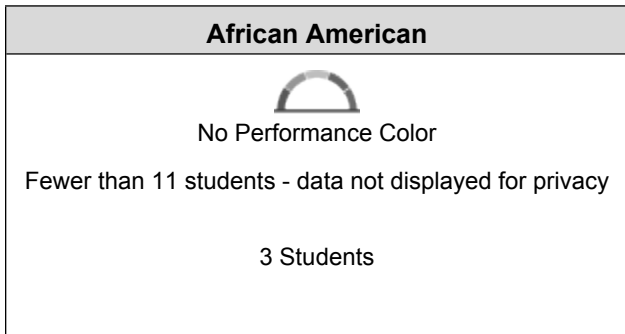 African American
No Performance Color
Fewer than 11 students - data not displayed for privacy
3 Students